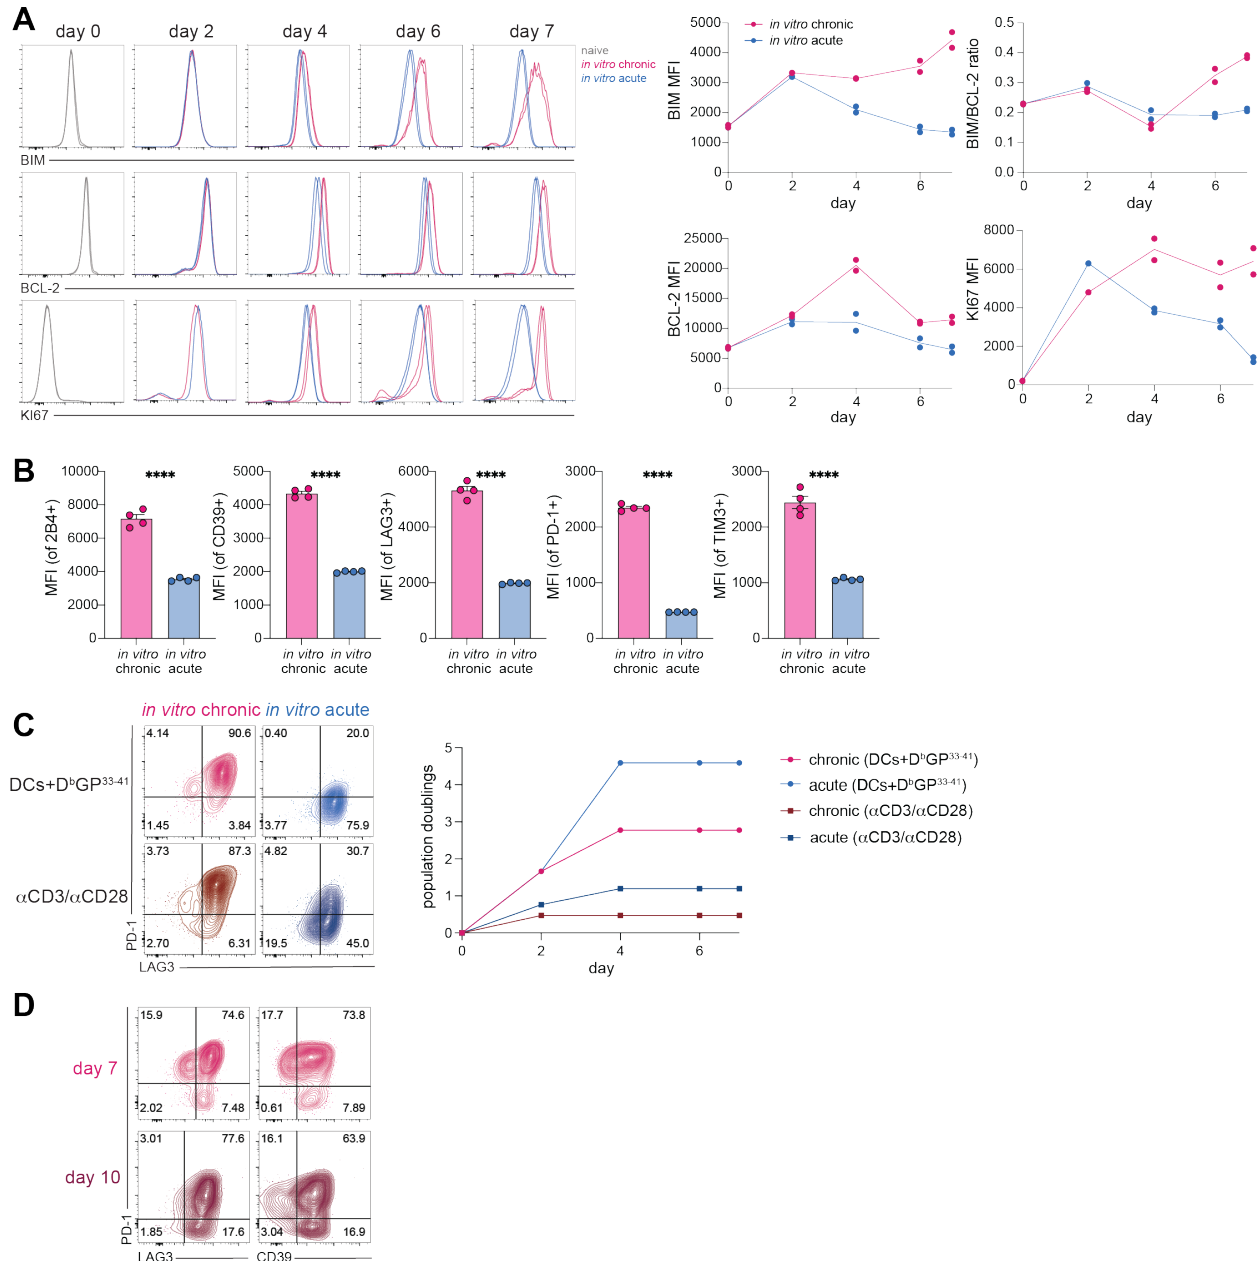 A
day 0
day 2
day 4
day 6
day 7
naive
in vitro chronic
in vitro acute
BIM
BCL-2
KI67
in vitro chronic
in vitro acute
BIM MFI
5000
4000
3000
2000
1000
0
0 2 4 6
day
BIM/BCL-2 ratio
0.5
0.4
0.3
0.2
0.1
0.0
0 2 4 6
day
BCL-2 MFI
25000
20000
15000
10000
5000
0
0 2 4 6
day
KI67 MFI
8000
6000
4000
2000
0
0 2 4 6
day
B
MFI (of 2B4+)
10000
8000
6000
4000
2000
0
****
in vitro in vitro
chronic acute
MFI (of CD39+)
5000
4000
3000
2000
1000
0
****
in vitro in vitro
chronic acute
MFI (of LAG3+)
6000
4000
2000
0
****
in vitro in vitro
chronic acute
MFI (of PD-1+)
3000
2000
1000
0
****
in vitro in vitro
chronic acute
MFI (of TIM3+)
3000
2000
1000
0
****
in vitro in vitro
chronic acute
C
in vitro chronic in vitro acute
DCs+DᵇGP³³⁻⁴¹
4.14 90.6
1.45 3.84
0.40 20.0
3.77 75.9
αCD3/αCD28
3.73 87.3
2.70 6.31
4.82 30.7
19.5 45.0
PD-1
LAG3
population doublings
5
4
3
2
1
0
0 2 4 6
day
chronic (DCs+DᵇGP³³⁻⁴¹)
acute (DCs+DᵇGP³³⁻⁴¹)
chronic (αCD3/αCD28)
acute (αCD3/αCD28)
D
day 7
15.9 74.6
2.02 7.48
17.7 73.8
0.61 7.89
day 10
3.01 77.6
1.85 17.6
16.1 63.9
3.04 16.9
PD-1
LAG3
CD39